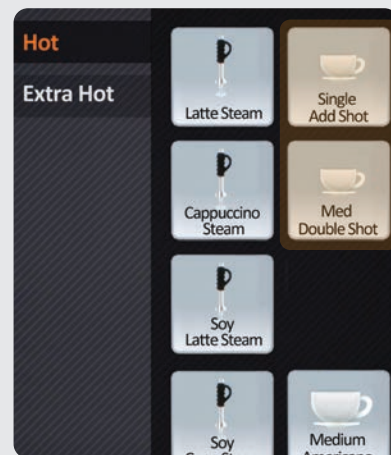 Hot
Extra Hot
Latte Steam
Single
Add Shot
Cappuccino
Steam
Med
Double Shot
Soy
Latte Steam
Soy
Medium